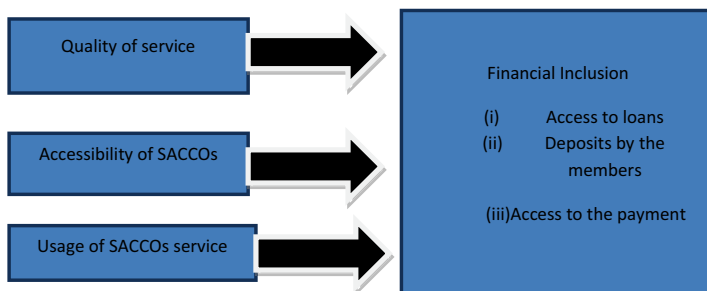 Quality of service
Accessibility of SACCOs
Usage of SACCOs service
Financial Inclusion
(i) Access to loans
(ii) Deposits by the
members
(iii)Access to the payment